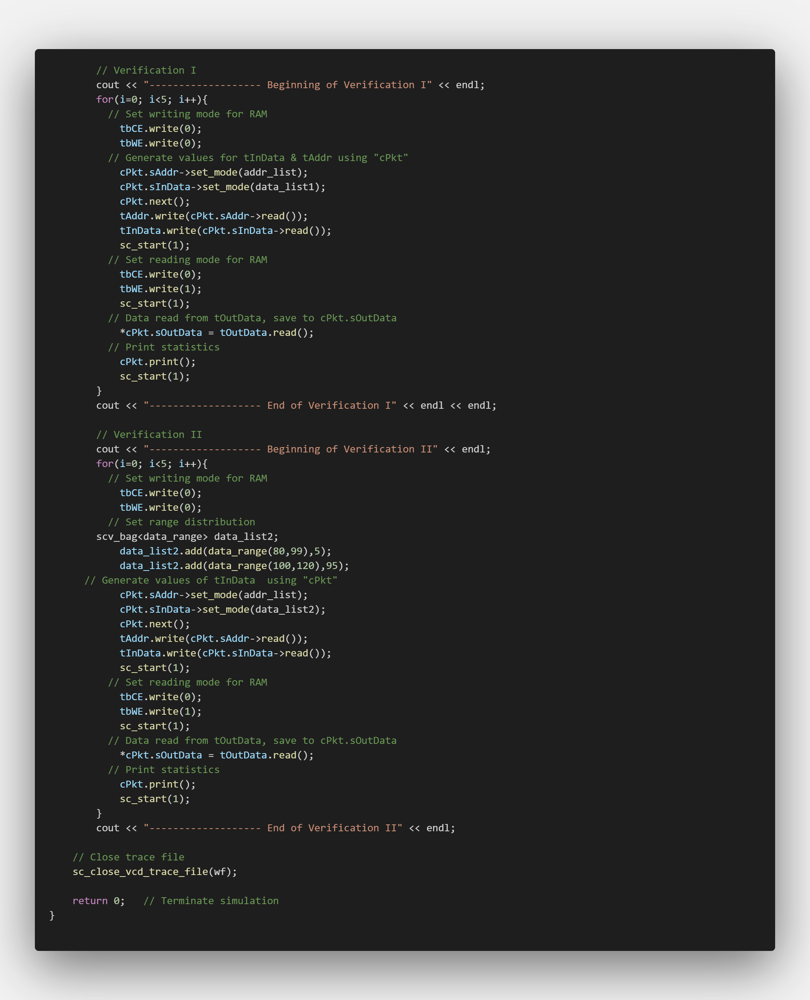 // Verification I
cout << "------------------- Beginning of Verification I" << endl;
for(i=0; i<5; i++){
// Set writing mode for RAM
tbCE.write(0);
tbWE.write(0);
// Generate values for tInData & tAddr using "cPkt"
cPkt.sAddr->set_mode(addr_list);
cPkt.sInData->set_mode(data_list1);
cPkt.next();
tAddr.write(cPkt.sAddr->read());
tInData.write(cPkt.sInData->read());
sc_start(1);
// Set reading mode for RAM
tbCE.write(0);
tbWE.write(1);
sc_start(1);
// Data read from tOutData, save to cPkt.sOutData
*cPkt.sOutData = tOutData.read();
// Print statistics
cPkt.print();
sc_start(1);
}
cout << "------------------- End of Verification I" << endl << endl;
// Verification II
cout << "------------------- Beginning of Verification II" << endl;
for(i=0; i<5; i++){
// Set writing mode for RAM
tbCE.write(0);
tbWE.write(0);
// Set range distribution
scv_bag<data_range> data_list2;
data_list2.add(data_range(80,99),5);
data_list2.add(data_range(100,120),95);
// Generate values of tInData  using "cPkt"
cPkt.sAddr->set_mode(addr_list);
cPkt.sInData->set_mode(data_list2);
cPkt.next();
tAddr.write(cPkt.sAddr->read());
tInData.write(cPkt.sInData->read());
sc_start(1);
// Set reading mode for RAM
tbCE.write(0);
tbWE.write(1);
sc_start(1);
// Data read from tOutData, save to cPkt.sOutData
*cPkt.sOutData = tOutData.read();
// Print statistics
cPkt.print();
sc_start(1);
}
cout << "------------------- End of Verification II" << endl;
// Close trace file
sc_close_vcd_trace_file(wf);
return 0;   // Terminate simulation
}